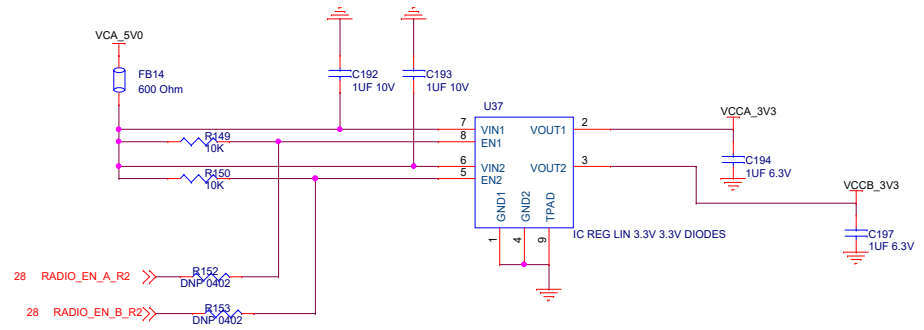 VCA_5V0
FB14
600 Ohm
C192
1UF 10V
C193
1UF 10V
U37
7
VIN1
VOUT1
2
VCCA_3V3
R149
10K
8
EN1
6
VIN2
VOUT2
3
C194
1UF 6.3V
R150
10K
5
EN2
VCCB_3V3
GND1
GND2
TPAD
1
4
9
IC REG LIN 3.3V 3.3V DIODES
C197
1UF 6.3V
28 RADIO_EN_A_R2
R152
DNP 0402
28 RADIO_EN_B_R2
R153
DNP 0402